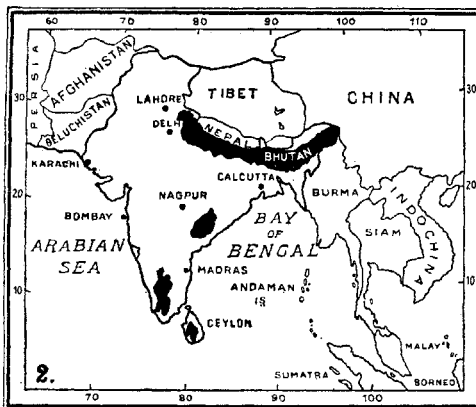 60 70 80 90 100 110
PERSIA
AFGHANISTAN
BELUCHISTAN
LAHORE
DELHI
TIBET
CHINA
30
30
NEPAL
BHUTAN
KARACHI
CALCUTTA
20
20
NAGPUR
BURMA
BOMBAY
BAY
OF
BENGAL
SIAM
INDOCHINA
ARABIAN
SEA
MADRAS
ANDAMAN
IS
10
10
CEYLON
MALAY
SUMATRA
BORNEO
2.
70 80 90 100